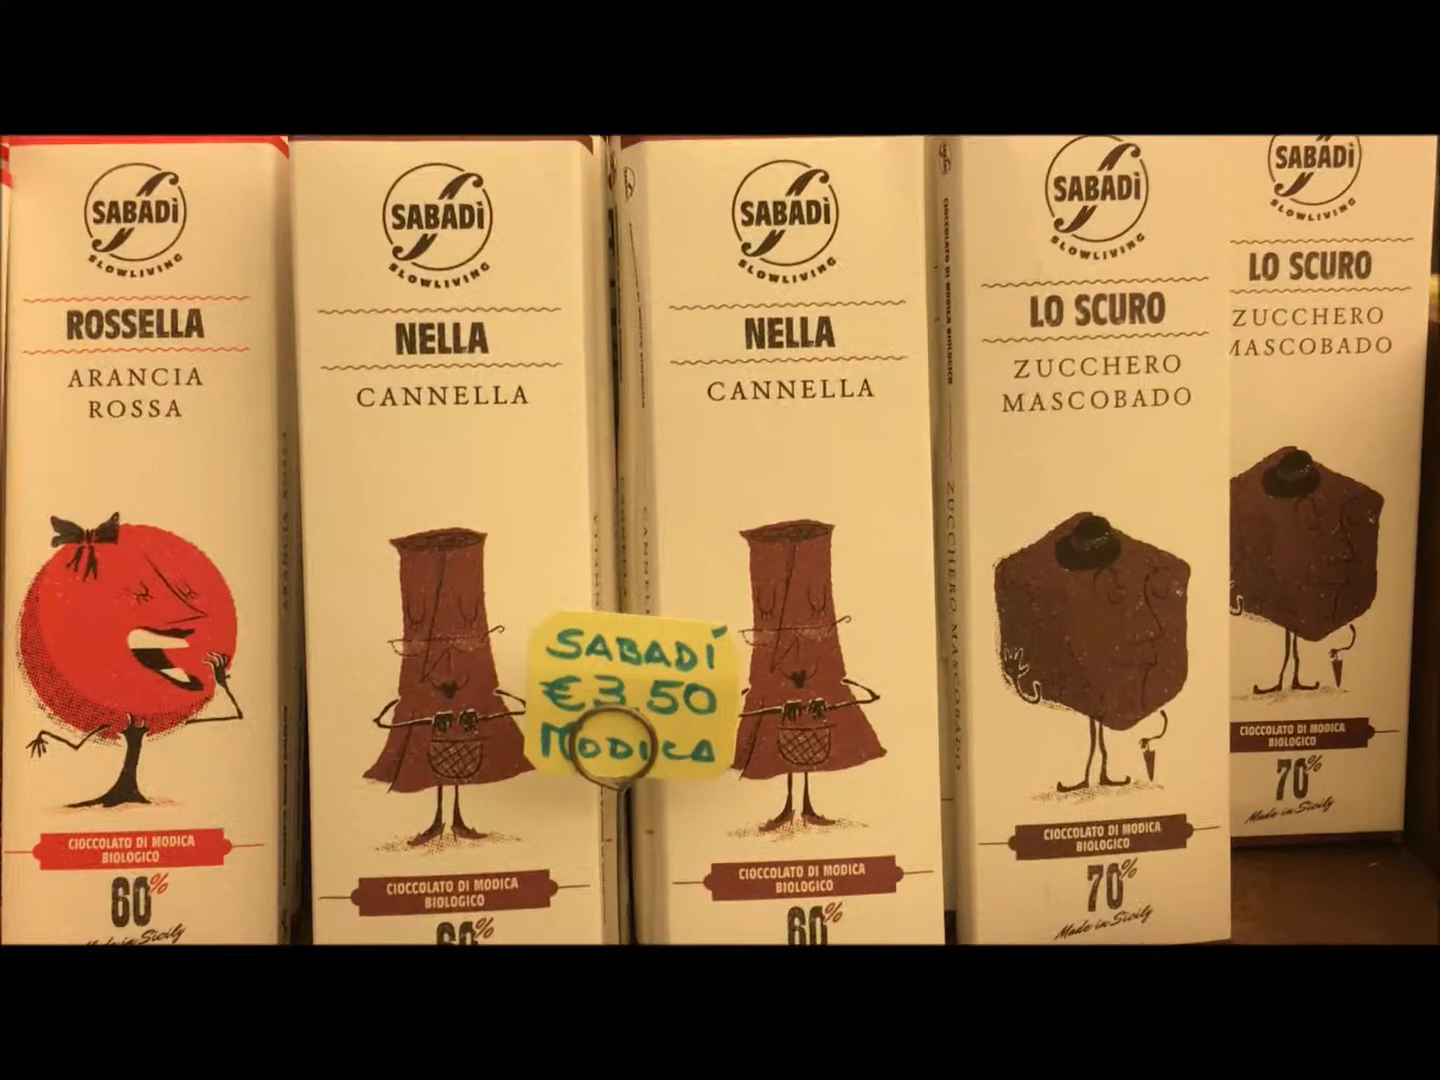 SABADÌ
SLOWLIVING
ROSSELLA
ARANCIA
ROSSA
CIOCCOLATO DI MODICA
BIOLOGICO
60%
Made in Sicily
SABADÌ
SLOWLIVING
NELLA
CANNELLA
CIOCCOLATO DI MODICA
BIOLOGICO
60%
SABADÍ
€3.50
MODICA
SABADÌ
SLOWLIVING
NELLA
CANNELLA
CIOCCOLATO DI MODICA
BIOLOGICO
60%
CIOCCOLATO DI MODICA BIOLOGICO
ZUCCHERO MASCOBADO
SABADÌ
SLOWLIVING
LO SCURO
ZUCCHERO
MASCOBADO
CIOCCOLATO DI MODICA
BIOLOGICO
70%
Made in Sicily
SABADÌ
SLOWLIVING
LO SCURO
ZUCCHERO
MASCOBADO
CIOCCOLATO DI MODICA
BIOLOGICO
70%
Made in Sicily